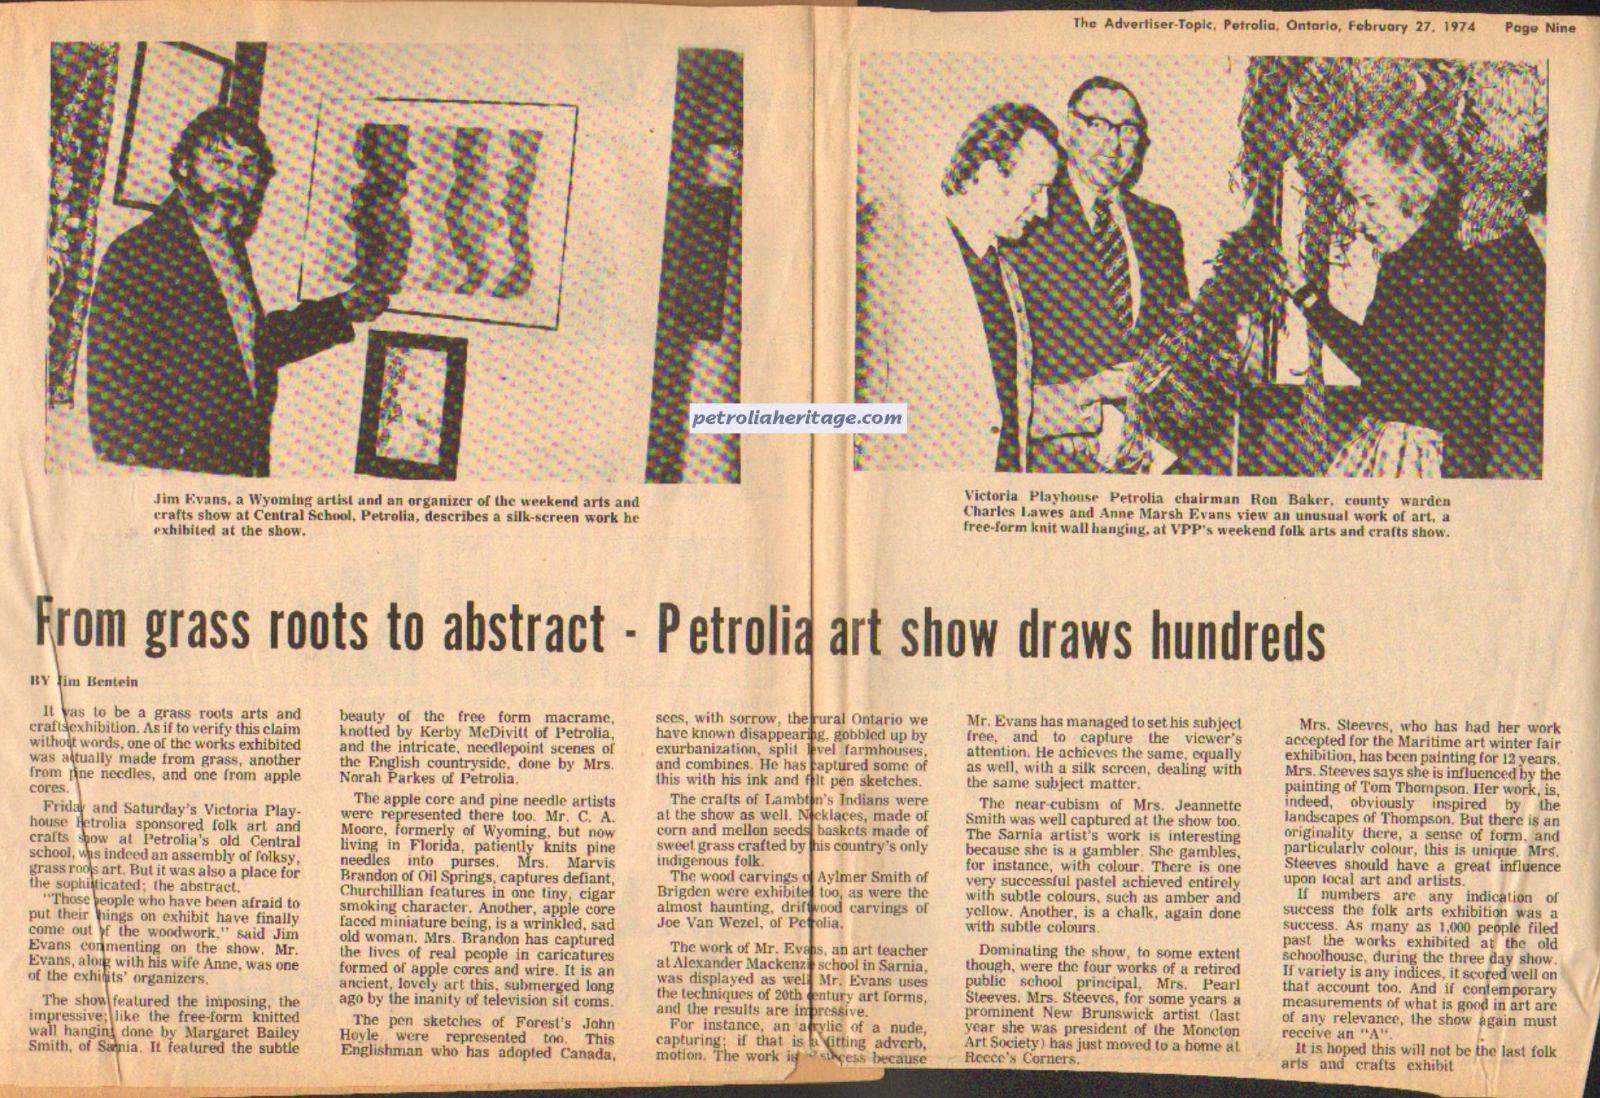 The Advertiser-Topic, Petrolia, Ontario, February 27, 1974 Page Nine
petroliaheritage.com
Jim Evans, a Wyoming artist and an organizer of the weekend arts and
crafts show at Central School, Petrolia, describes a silk-screen work he
exhibited at the show.
Victoria Playhouse Petrolia chairman Ron Baker, county warden
Charles Lawes and Anne Marsh Evans view an unusual work of art, a
free-form knit wall hanging, at VPP's weekend folk arts and crafts show.
From grass roots to abstract - Petrolia art show draws hundreds
BY Jim Bentein
It was to be a grass roots arts and
crafts exhibition. As if to verify this claim
without words, one of the works exhibited
was actually made from grass, another
from pine needles, and one from apple
cores.
Friday and Saturday's Victoria Play-
house Petrolia sponsored folk art and
crafts show at Petrolia's old Central
school, was indeed an assembly of folksy,
grass roots art. But it was also a place for
the sophisticated; the abstract.
"Those people who have been afraid to
put their things on exhibit have finally
come out of the woodwork," said Jim
Evans commenting on the show. Mr.
Evans, along with his wife Anne, was one
of the exhibits' organizers.
The show featured the imposing, the
impressive; like the free-form knitted
wall hanging done by Margaret Bailey
Smith, of Sarnia. It featured the subtle
beauty of the free form macrame,
knotted by Kerby McDivitt of Petrolia,
and the intricate, needlepoint scenes of
the English countryside, done by Mrs.
Norah Parkes of Petrolia.
The apple core and pine needle artists
were represented there too. Mr. C. A.
Moore, formerly of Wyoming, but now
living in Florida, patiently knits pine
needles into purses. Mrs. Marvis
Brandon of Oil Springs, captures defiant,
Churchillian features in one tiny, cigar
smoking character. Another, apple core
faced miniature being, is a wrinkled, sad
old woman. Mrs. Brandon has captured
the lives of real people in caricatures
formed of apple cores and wire. It is an
ancient, lovely art this, submerged long
ago by the inanity of television sit coms.
The pen sketches of Forest's John
Hoyle were represented too. This
Englishman who has adopted Canada,
sees, with sorrow, the rural Ontario we
have known disappearing, gobbled up by
exurbanization, split level farmhouses,
and combines. He has captured some of
this with his ink and felt pen sketches.
The crafts of Lambton's Indians were
at the show as well. Necklaces, made of
corn and mellon seeds, baskets made of
sweet grass crafted by this country's only
indigenous folk.
The wood carvings of Aylmer Smith of
Brigden were exhibited too, as were the
almost haunting, driftwood carvings of
Joe Van Wezel, of Petrolia.
The work of Mr. Evans, an art teacher
at Alexander Mackenzie school in Sarnia,
was displayed as well. Mr. Evans uses
the techniques of 20th century art forms,
and the results are impressive.
For instance, an acrylic of a nude,
capturing; if that is a fitting adverb,
motion. The work is success because
Mr. Evans has managed to set his subject
free, and to capture the viewer's
attention. He achieves the same, equally
as well, with a silk screen, dealing with
the same subject matter.
The near-cubism of Mrs. Jeannette
Smith was well captured at the show too.
The Sarnia artist's work is interesting
because she is a gambler. She gambles,
for instance, with colour. There is one
very successful pastel achieved entirely
with subtle colours, such as amber and
yellow. Another, is a chalk, again done
with subtle colours.
Dominating the show, to some extent
though, were the four works of a retired
public school principal, Mrs. Pearl
Steeves. Mrs. Steeves, for some years a
prominent New Brunswick artist (last
year she was president of the Moncton
Art Society) has just moved to a home at
Reece's Corners.
Mrs. Steeves, who has had her work
accepted for the Maritime art winter fair
exhibition, has been painting for 12 years.
Mrs. Steeves says she is influenced by the
painting of Tom Thompson. Her work, is,
indeed, obviously inspired by the
landscapes of Thompson. But there is an
originality there, a sense of form, and
particularly colour, this is unique. Mrs.
Steeves should have a great influence
upon local art and artists.
If numbers are any indication of
success the folk arts exhibition was a
success. As many as 1,000 people filed
past the works exhibited at the old
schoolhouse, during the three day show.
If variety is any indices, it scored well on
that account too. And if contemporary
measurements of what is good in art are
of any relevance, the show again must
receive an "A".
It is hoped this will not be the last folk
arts and crafts exhibit